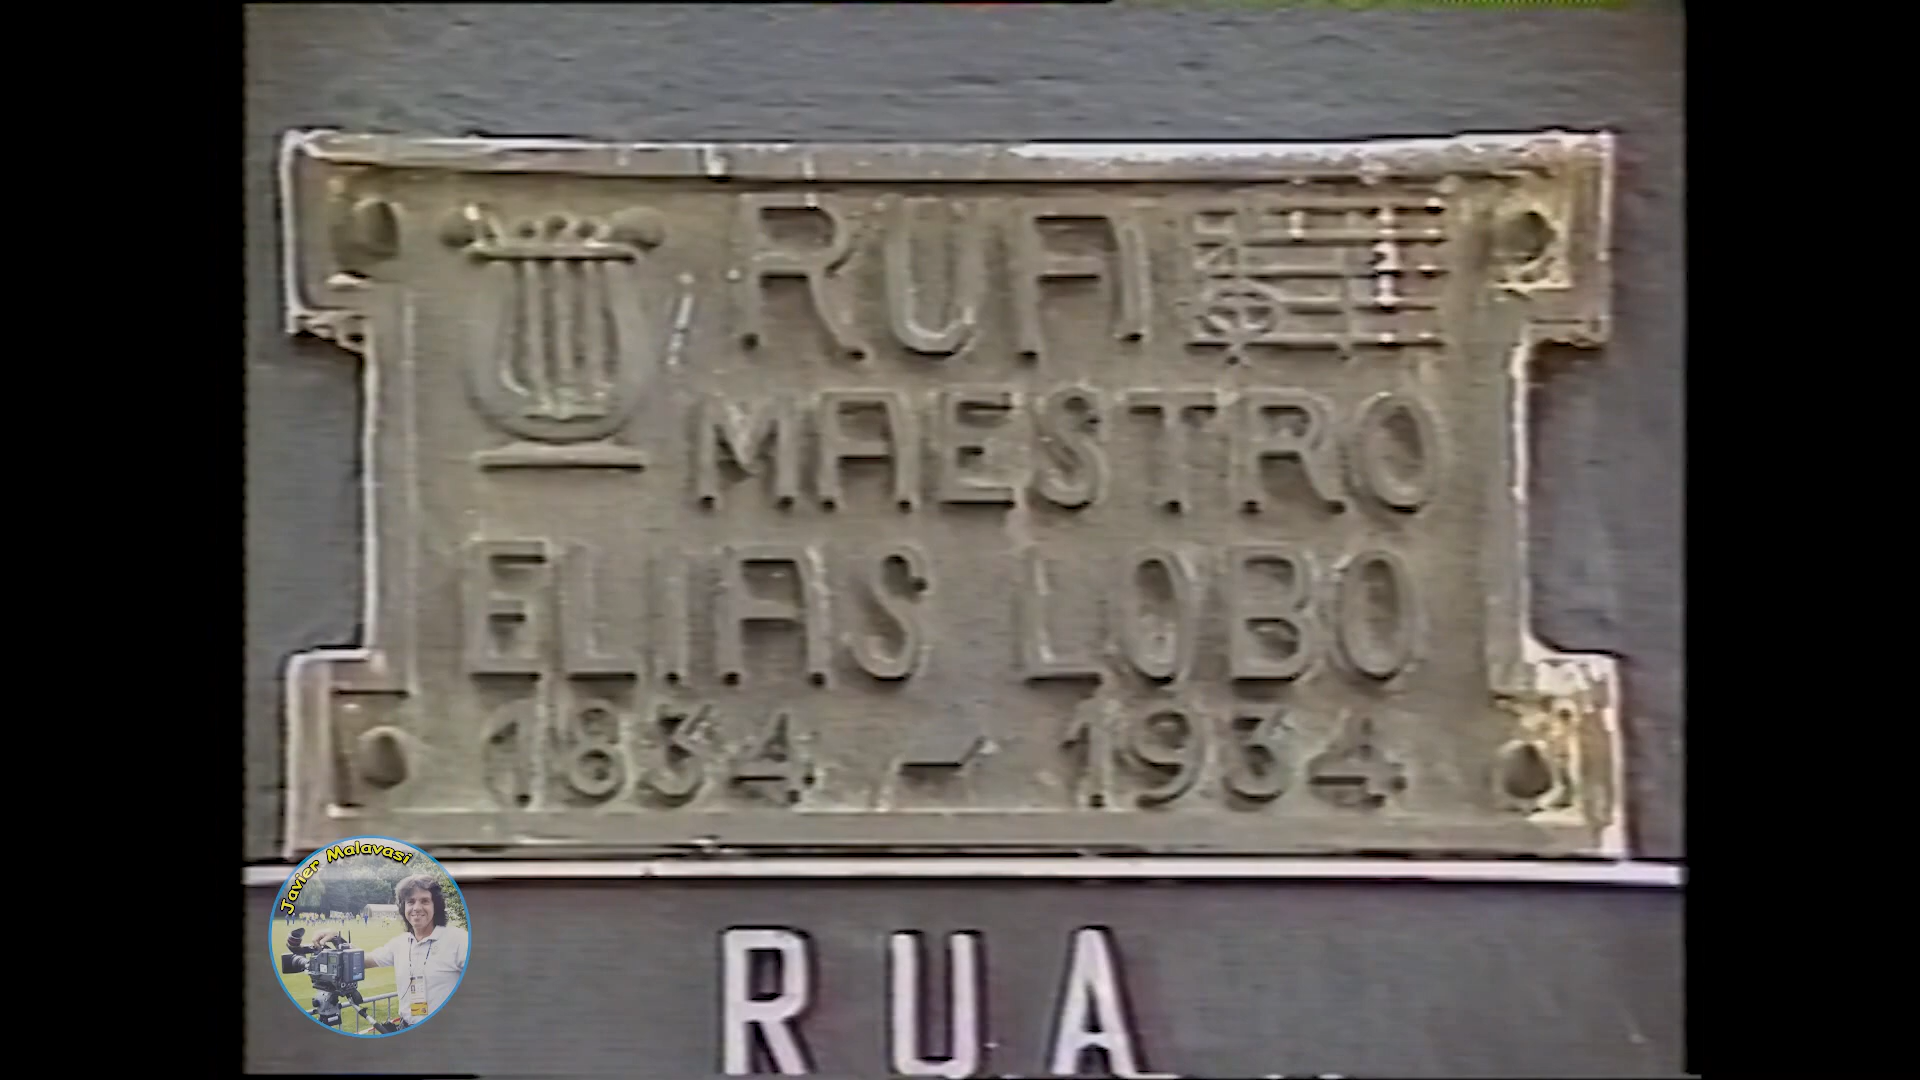 RUA
MAESTRO
ELIAS LOBO
1834 - 1934
Javier Malavasi
RUA